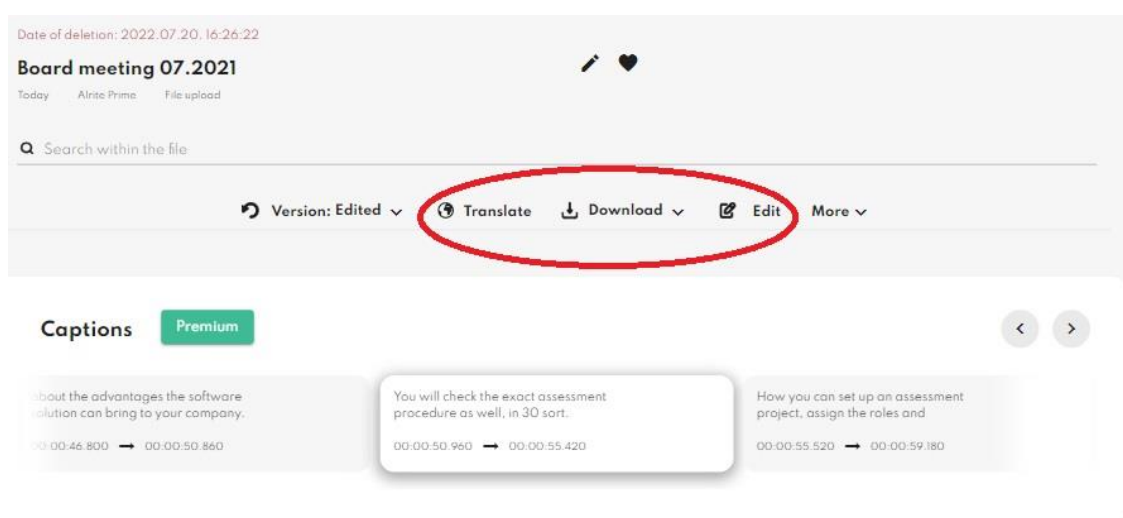 Date of deletion: 2022.07.20. 16:26:22
Board meeting 07.2021
Today Alrite Prime File upload
Search within the file
Version: Edited Translate Download Edit More
Captions Premium
about the advantages the software
solution can bring to your company.
00:00:46.800 → 00:00:50.860
You will check the exact assessment
procedure as well, in 30 sort.
00:00:50.960 → 00:00:55.420
How you can set up an assessment
project, assign the roles and
00:00:55.520 → 00:00:59.180